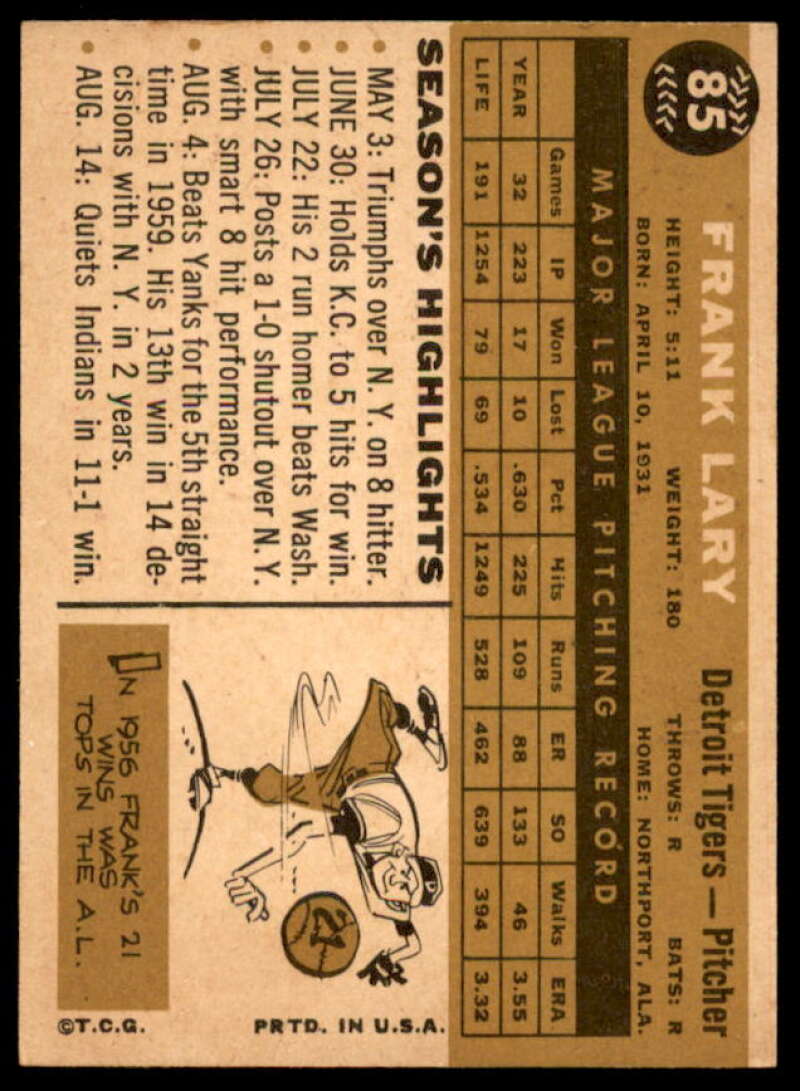 85
FRANK LARY Detroit Tigers — Pitcher
HEIGHT: 5:11 WEIGHT: 180 THROWS: R BATS: R
BORN: APRIL 10, 1931 HOME: NORTHPORT, ALA.
MAJOR LEAGUE PITCHING RECORD
Games IP Won Lost Pct Hits Runs ER SO Walks ERA
YEAR 32 223 17 10 .630 225 109 88 133 46 3.55
LIFE 191 1254 79 69 .534 1249 528 462 639 394 3.32
SEASON'S HIGHLIGHTS
• MAY 3: Triumphs over N. Y. on 8 hitter.
• JUNE 30: Holds K.C. to 5 hits for win.
• JULY 22: His 2 run homer beats Wash.
• JULY 26: Posts a 1-0 shutout over N. Y.
with smart 8 hit performance.
• AUG. 4: Beats Yanks for the 5th straight
time in 1959. His 13th win in 14 de-
cisions with N. Y. in 2 years.
• AUG. 14: Quiets Indians in 11-1 win.
21
IN 1956 FRANK'S 21
WINS WAS
TOPS IN THE A.L.
PRTD. IN U.S.A.
©T.C.G.